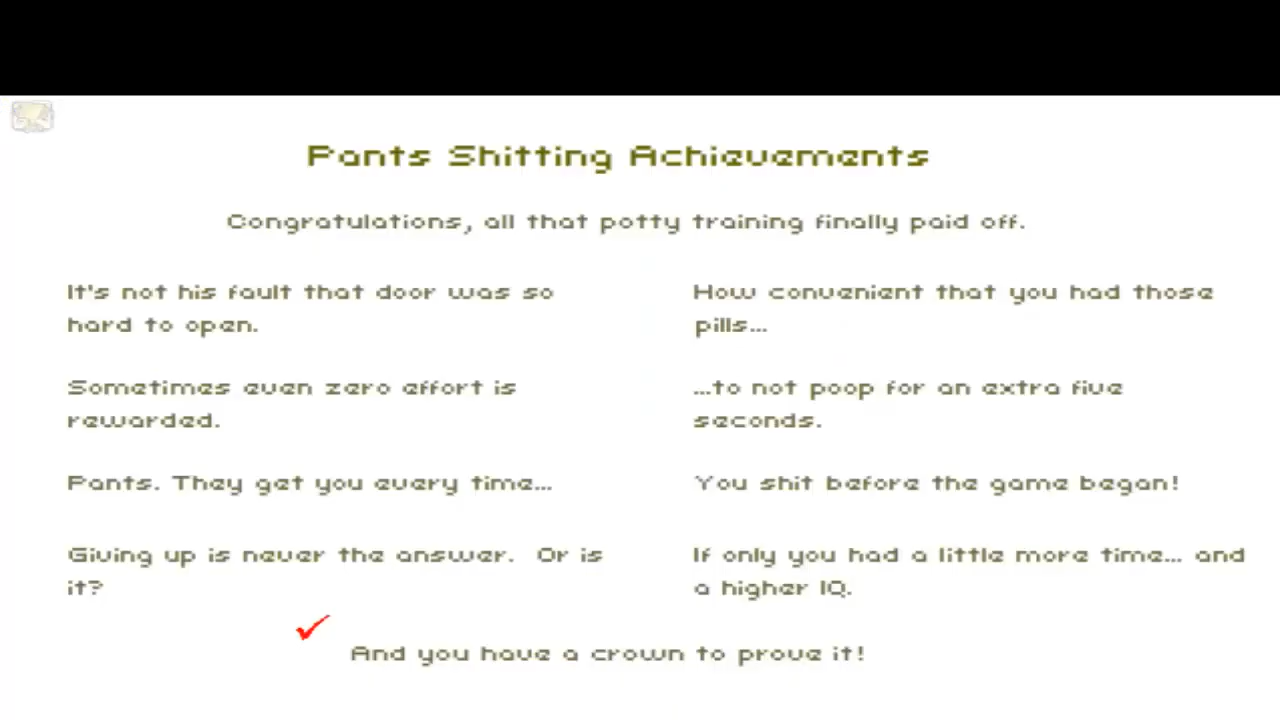 Pants Shitting Achievements
Congratulations, all that potty training finally paid off.
It's not his fault that door was so
hard to open.
How convenient that you had those
pills...
Sometimes even zero effort is
rewarded.
...to not poop for an extra five
seconds.
Pants. They get you every time...
You shit before the game began!
Giving up is never the answer.  Or is
it?
If only you had a little more time... and
a higher IQ.
And you have a crown to prove it!